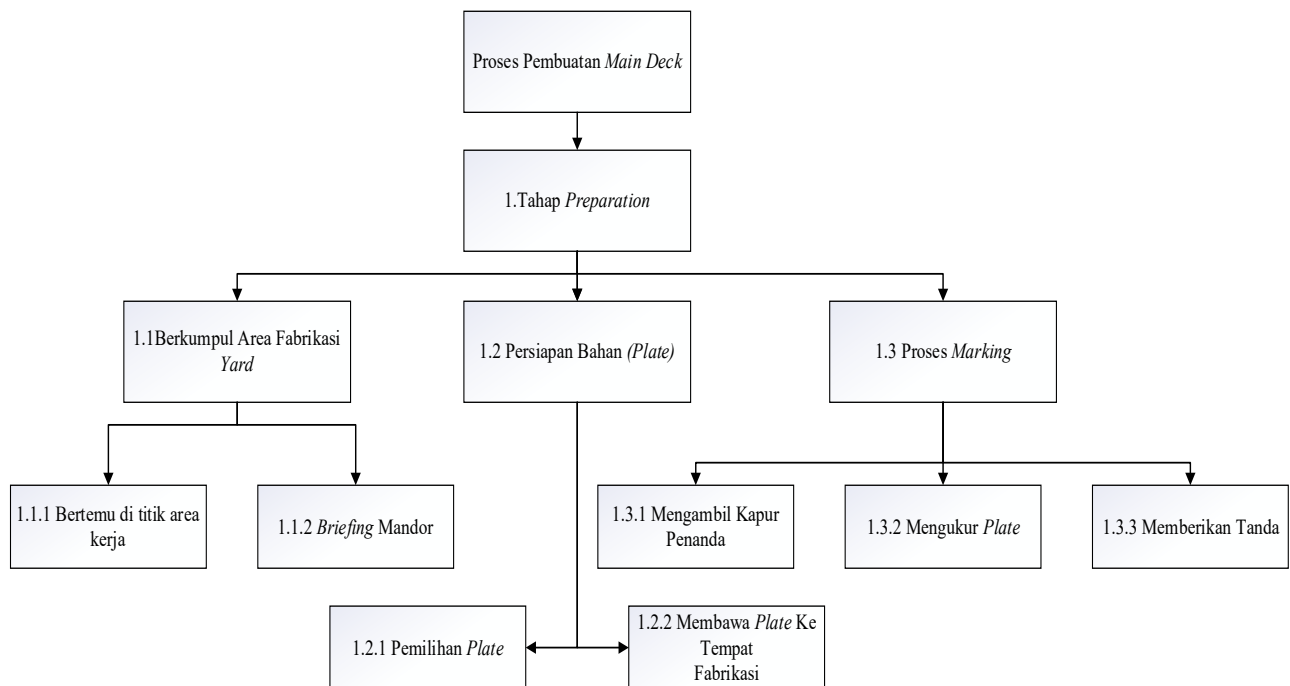 Proses Pembuatan Main Deck
1.Tahap Preparation
1.1Berkumpul Area Fabrikasi
Yard
1.2 Persiapan Bahan (Plate)
1.3 Proses Marking
1.1.1 Bertemu di titik area
kerja
1.1.2 Briefing Mandor
1.3.1 Mengambil Kapur
Penanda
1.3.2 Mengukur Plate
1.3.3 Memberikan Tanda
1.2.1 Pemilihan Plate
1.2.2 Membawa Plate Ke
Tempat
Fabrikasi